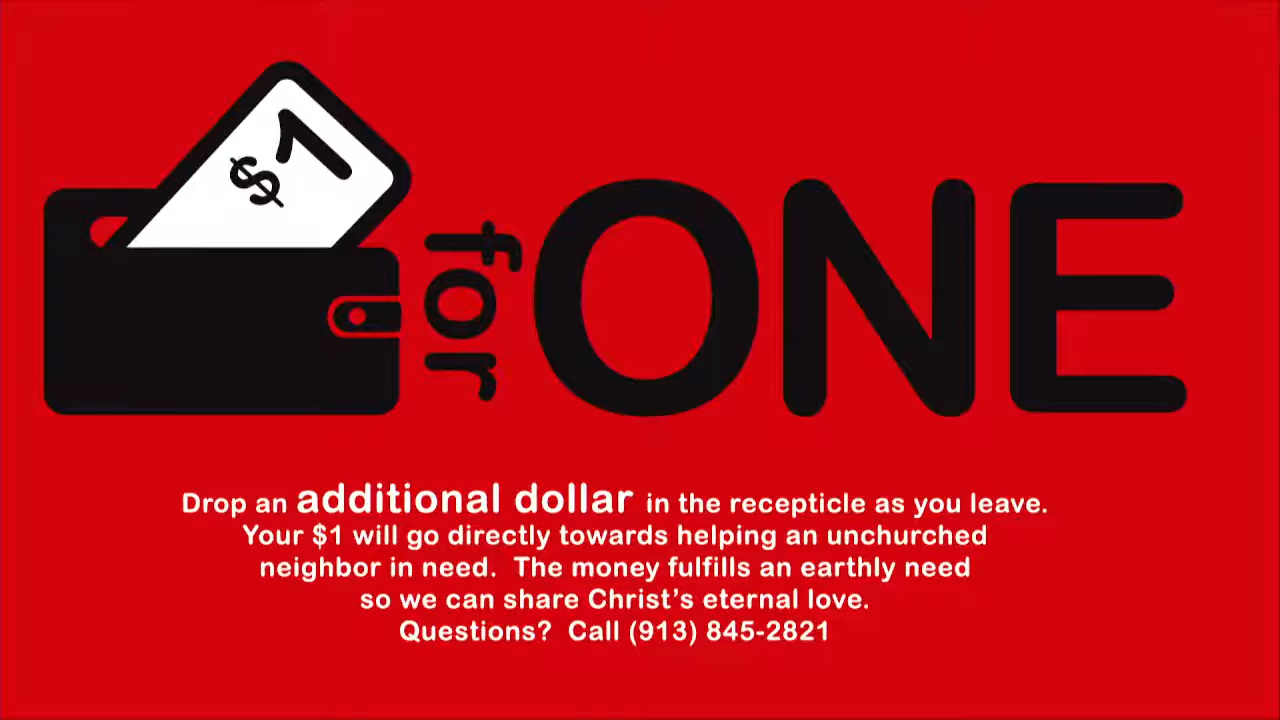 $1
for
ONE
Drop an additional dollar in the recepticle as you leave.
Your $1 will go directly towards helping an unchurched
neighbor in need. The money fulfills an earthly need
so we can share Christ's eternal love.
Questions? Call (913) 845-2821